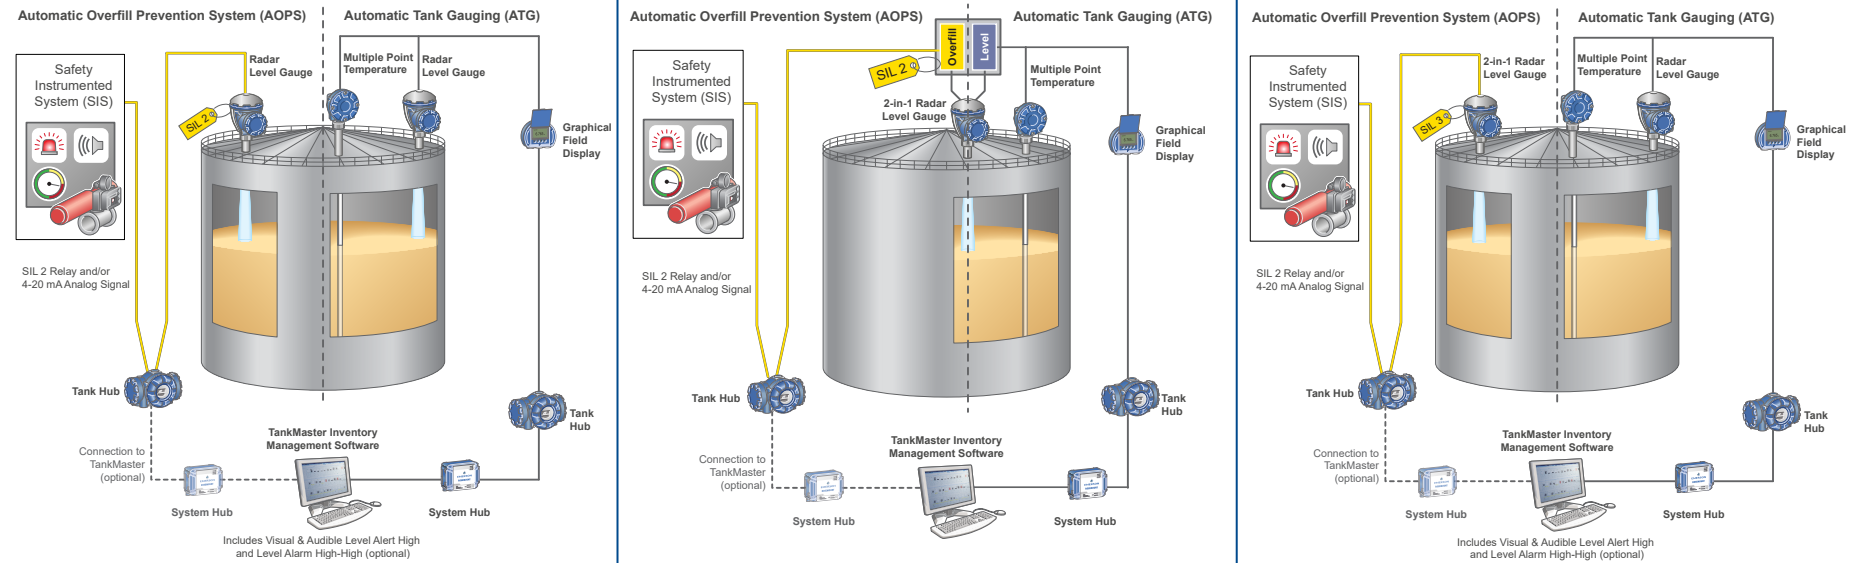 Automatic Overfill Prevention System (AOPS)
Automatic Tank Gauging (ATG)
Safety
Instrumented
System (SIS)
Radar
Level Gauge
Multiple Point
Temperature
Radar
Level Gauge
SIL 2
Graphical
Field
Display
SIL 2 Relay and/or
4-20 mA Analog Signal
Tank Hub
Tank
Hub
TankMaster Inventory
Management Software
Connection to
TankMaster
(optional)
System Hub
System Hub
Includes Visual & Audible Level Alert High
and Level Alarm High-High (optional)
Automatic Overfill Prevention System (AOPS)
Automatic Tank Gauging (ATG)
Overfill
Level
Safety
Instrumented
System (SIS)
SIL 2
Multiple Point
Temperature
2-in-1 Radar
Level Gauge
Graphical
Field
Display
SIL 2 Relay and/or
4-20 mA Analog Signal
Tank Hub
Tank
Hub
TankMaster Inventory
Management Software
Connection to
TankMaster
(optional)
System Hub
System Hub
Automatic Overfill Prevention System (AOPS)
Automatic Tank Gauging (ATG)
Safety
Instrumented
System (SIS)
2-in-1 Radar
Level Gauge
Multiple Point
Temperature
Radar
Level Gauge
SIL 3
Graphical
Field
Display
SIL 2 Relay and/or
4-20 mA Analog Signal
Tank Hub
Tank
Hub
TankMaster Inventory
Management Software
Connection to
TankMaster
(optional)
System Hub
System Hub
Includes Visual & Audible Level Alert High
and Level Alarm High-High (optional)